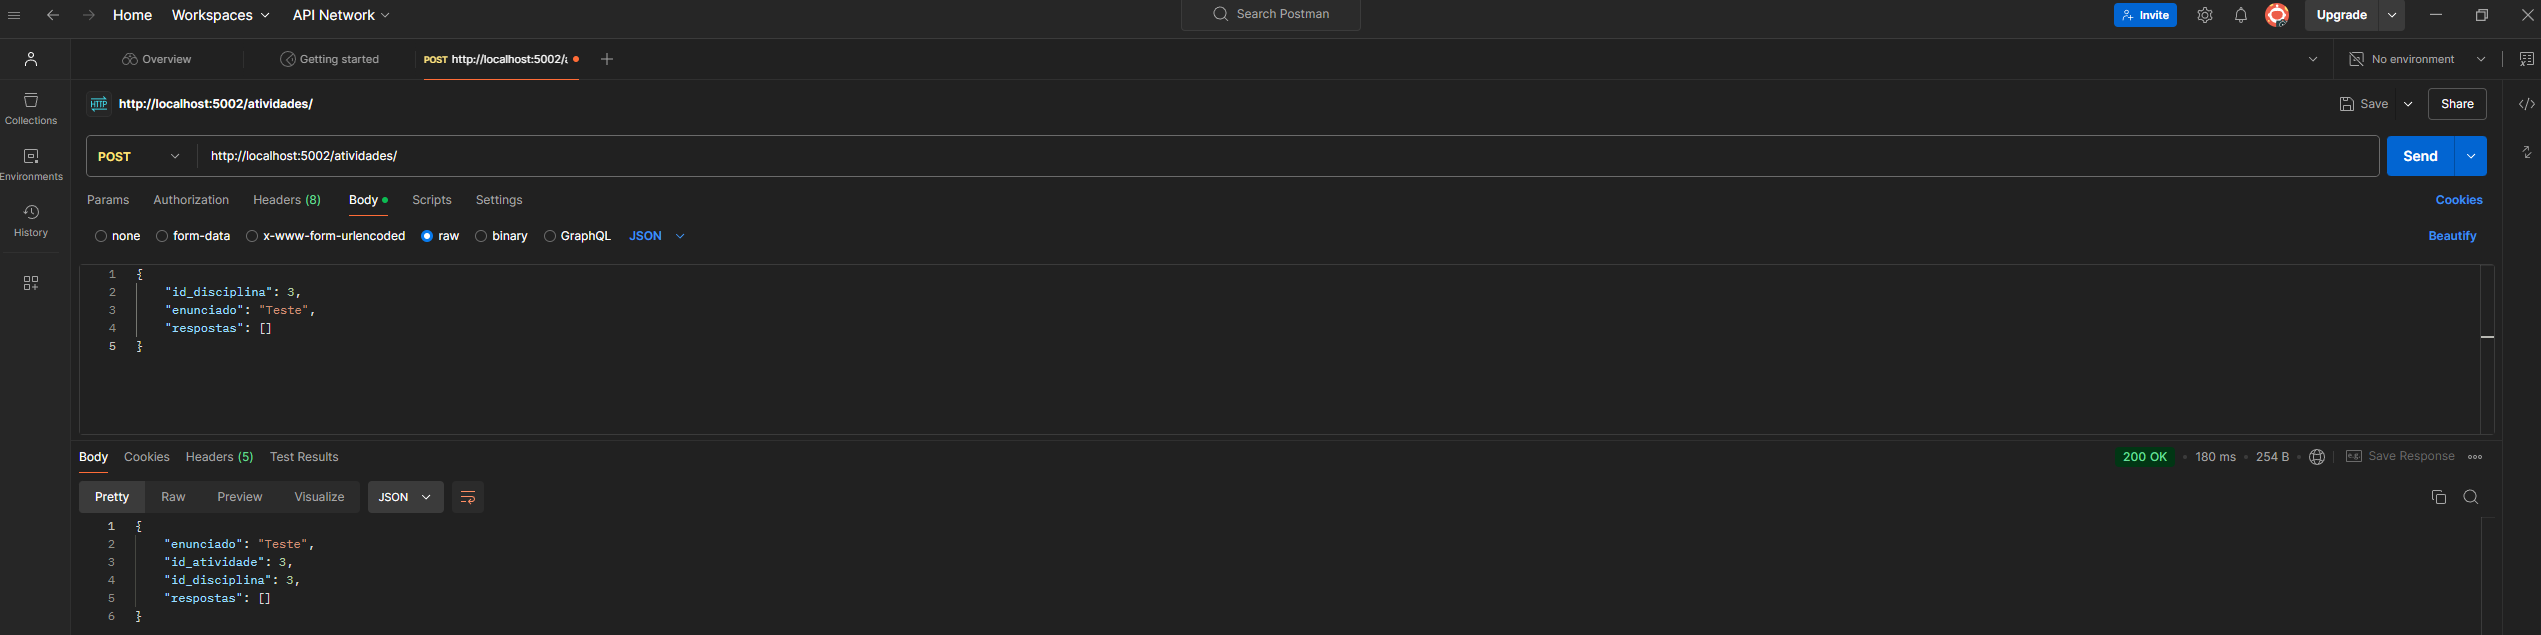 Home Workspaces API Network Search Postman Invite Upgrade
Overview Getting started POST http://localhost:5002/a No environment
HTTP http://localhost:5002/atividades/ Save Share
Collections
POST http://localhost:5002/atividades/ Send
Environments
Params Authorization Headers (8) Body Scripts Settings Cookies
History
none form-data x-www-form-urlencoded raw binary GraphQL JSON Beautify
1 {
2 "id_disciplina": 3,
3 "enunciado": "Teste",
4 "respostas": []
5 }
Body Cookies Headers (5) Test Results 200 OK 180 ms 254 B e.g. Save Response
Pretty Raw Preview Visualize JSON
1 {
2 "enunciado": "Teste",
3 "id_atividade": 3,
4 "id_disciplina": 3,
5 "respostas": []
6 }